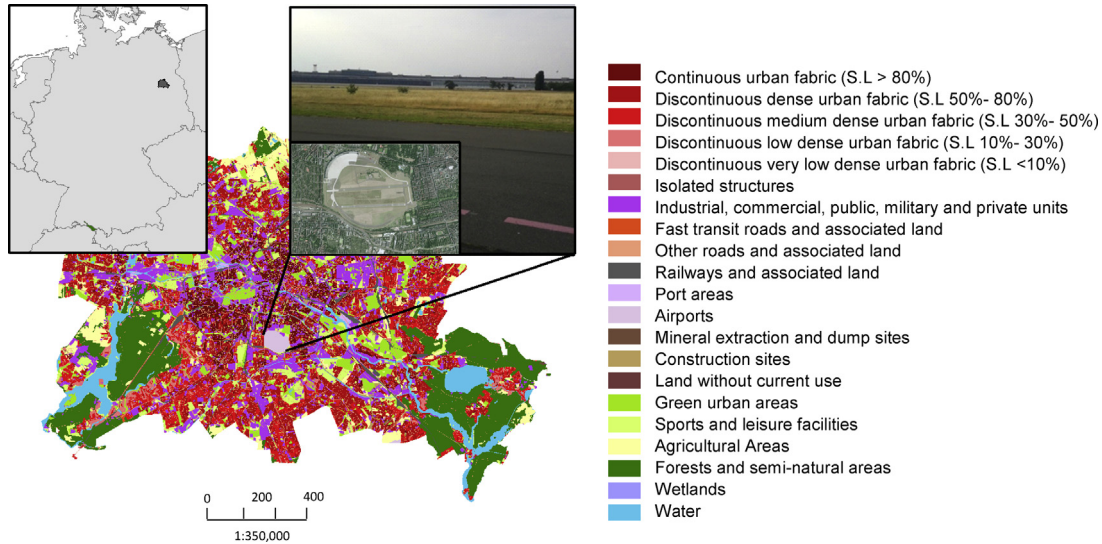 Continuous urban fabric (S.L > 80%)
Discontinuous dense urban fabric (S.L 50%- 80%)
Discontinuous medium dense urban fabric (S.L 30%- 50%)
Discontinuous low dense urban fabric (S.L 10%- 30%)
Discontinuous very low dense urban fabric (S.L <10%)
Isolated structures
Industrial, commercial, public, military and private units
Fast transit roads and associated land
Other roads and associated land
Railways and associated land
Port areas
Airports
Mineral extraction and dump sites
Construction sites
Land without current use
Green urban areas
Sports and leisure facilities
Agricultural Areas
Forests and semi-natural areas
Wetlands
Water
0 200 400
1:350,000